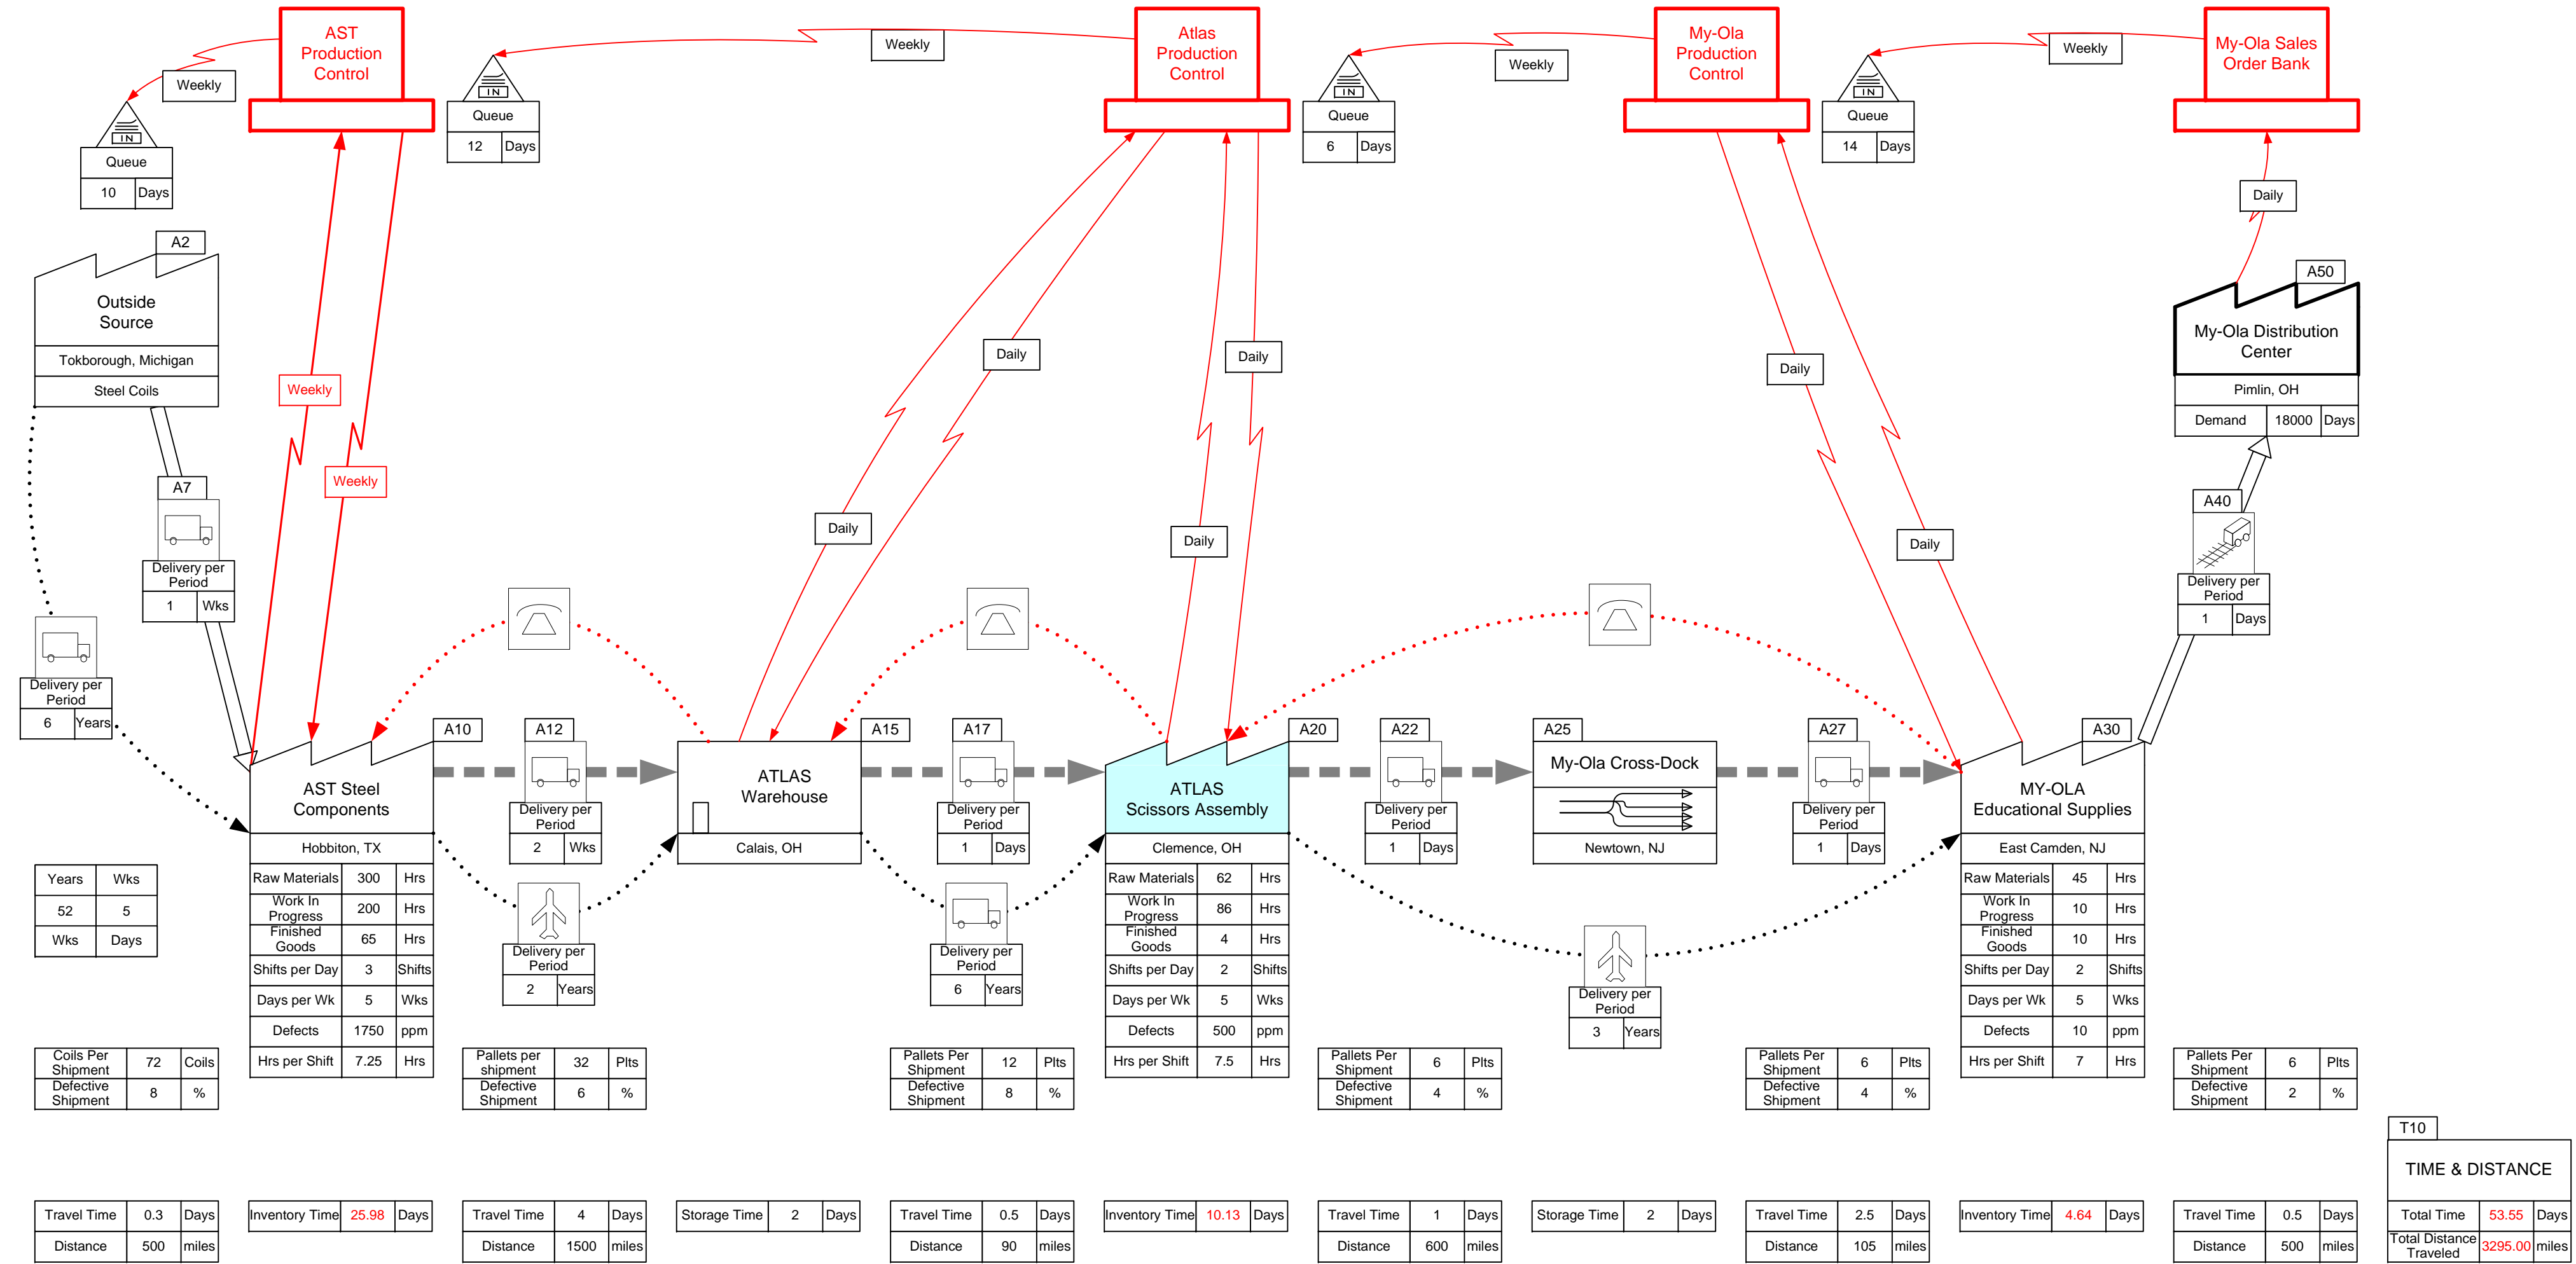 AST
Production
Control
Weekly
IN
Queue
10 Days
Weekly
IN
Queue
12 Days
Atlas
Production
Control
Weekly
IN
Queue
6 Days
My-Ola
Production
Control
Weekly
IN
Queue
14 Days
My-Ola Sales
Order Bank
Daily
A2
Outside
Source
Tokborough, Michigan
Steel Coils
Weekly
Weekly
Daily
Daily
Daily
Daily
Daily
Daily
A50
My-Ola Distribution
Center
Pimlin, OH
Demand 18000 Days
A7
Delivery per
Period
1 Wks
Delivery per
Period
6 Years
A40
Delivery per
Period
1 Days
A10
AST Steel
Components
Hobbiton, TX
Raw Materials 300 Hrs
Work In
Progress 200 Hrs
Finished
Goods 65 Hrs
Shifts per Day 3 Shifts
Days per Wk 5 Wks
Defects 1750 ppm
Hrs per Shift 7.25 Hrs
A12
Delivery per
Period
2 Wks
Delivery per
Period
2 Years
A15
ATLAS
Warehouse
Calais, OH
A17
Delivery per
Period
1 Days
Delivery per
Period
6 Years
A20
ATLAS
Scissors Assembly
Clemence, OH
Raw Materials 62 Hrs
Work In
Progress 86 Hrs
Finished
Goods 4 Hrs
Shifts per Day 2 Shifts
Days per Wk 5 Wks
Defects 500 ppm
Hrs per Shift 7.5 Hrs
A22
Delivery per
Period
1 Days
A25
My-Ola Cross-Dock
Newtown, NJ
Delivery per
Period
3 Years
A27
Delivery per
Period
1 Days
A30
MY-OLA
Educational Supplies
East Camden, NJ
Raw Materials 45 Hrs
Work In
Progress 10 Hrs
Finished
Goods 10 Hrs
Shifts per Day 2 Shifts
Days per Wk 5 Wks
Defects 10 ppm
Hrs per Shift 7 Hrs
Years Wks
52 5
Wks Days
Coils Per
Shipment 72 Coils
Defective
Shipment 8 %
Pallets per
shipment 32 Plts
Defective
Shipment 6 %
Pallets Per
Shipment 12 Plts
Defective
Shipment 8 %
Pallets Per
Shipment 6 Plts
Defective
Shipment 4 %
Pallets Per
Shipment 6 Plts
Defective
Shipment 4 %
Pallets Per
Shipment 6 Plts
Defective
Shipment 2 %
Travel Time 0.3 Days
Distance 500 miles
Inventory Time 25.98 Days
Travel Time 4 Days
Distance 1500 miles
Storage Time 2 Days
Travel Time 0.5 Days
Distance 90 miles
Inventory Time 10.13 Days
Travel Time 1 Days
Distance 600 miles
Storage Time 2 Days
Travel Time 2.5 Days
Distance 105 miles
Inventory Time 4.64 Days
Travel Time 0.5 Days
Distance 500 miles
T10
TIME & DISTANCE
Total Time 53.55 Days
Total Distance
Traveled 3295.00 miles